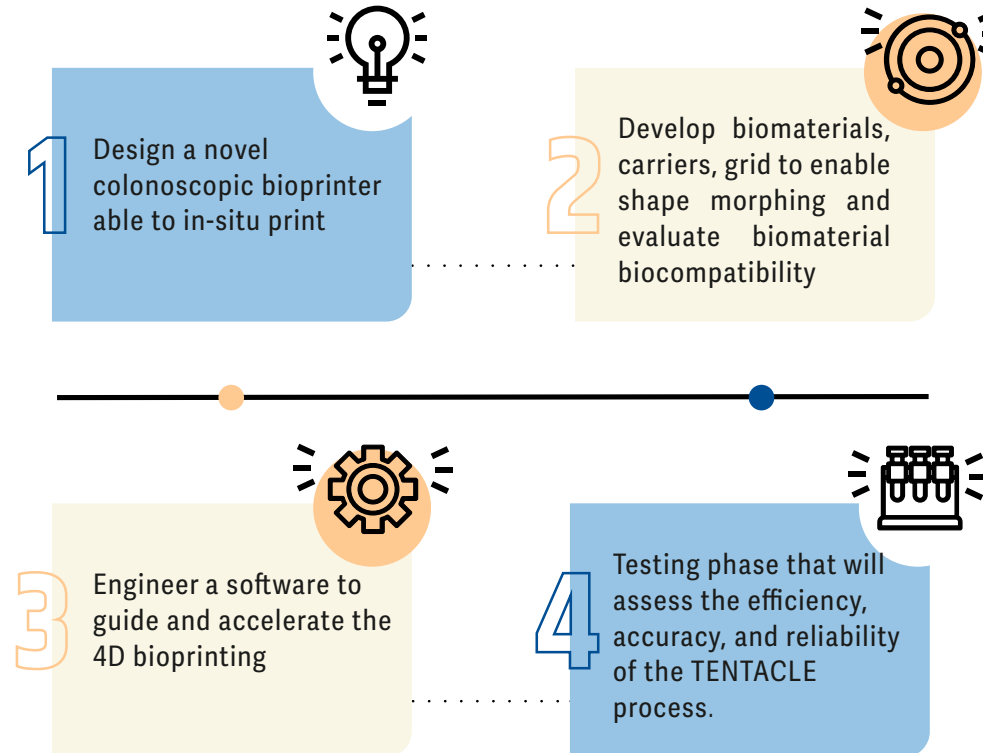 1
Design a novel
colonoscopic bioprinter
able to in-situ print
2
Develop biomaterials,
carriers, grid to enable
shape morphing and
evaluate biomaterial
biocompatibility
3
Engineer a software to
guide and accelerate the
4D bioprinting
4
Testing phase that will
assess the efficiency,
accuracy, and reliability
of the TENTACLE
process.